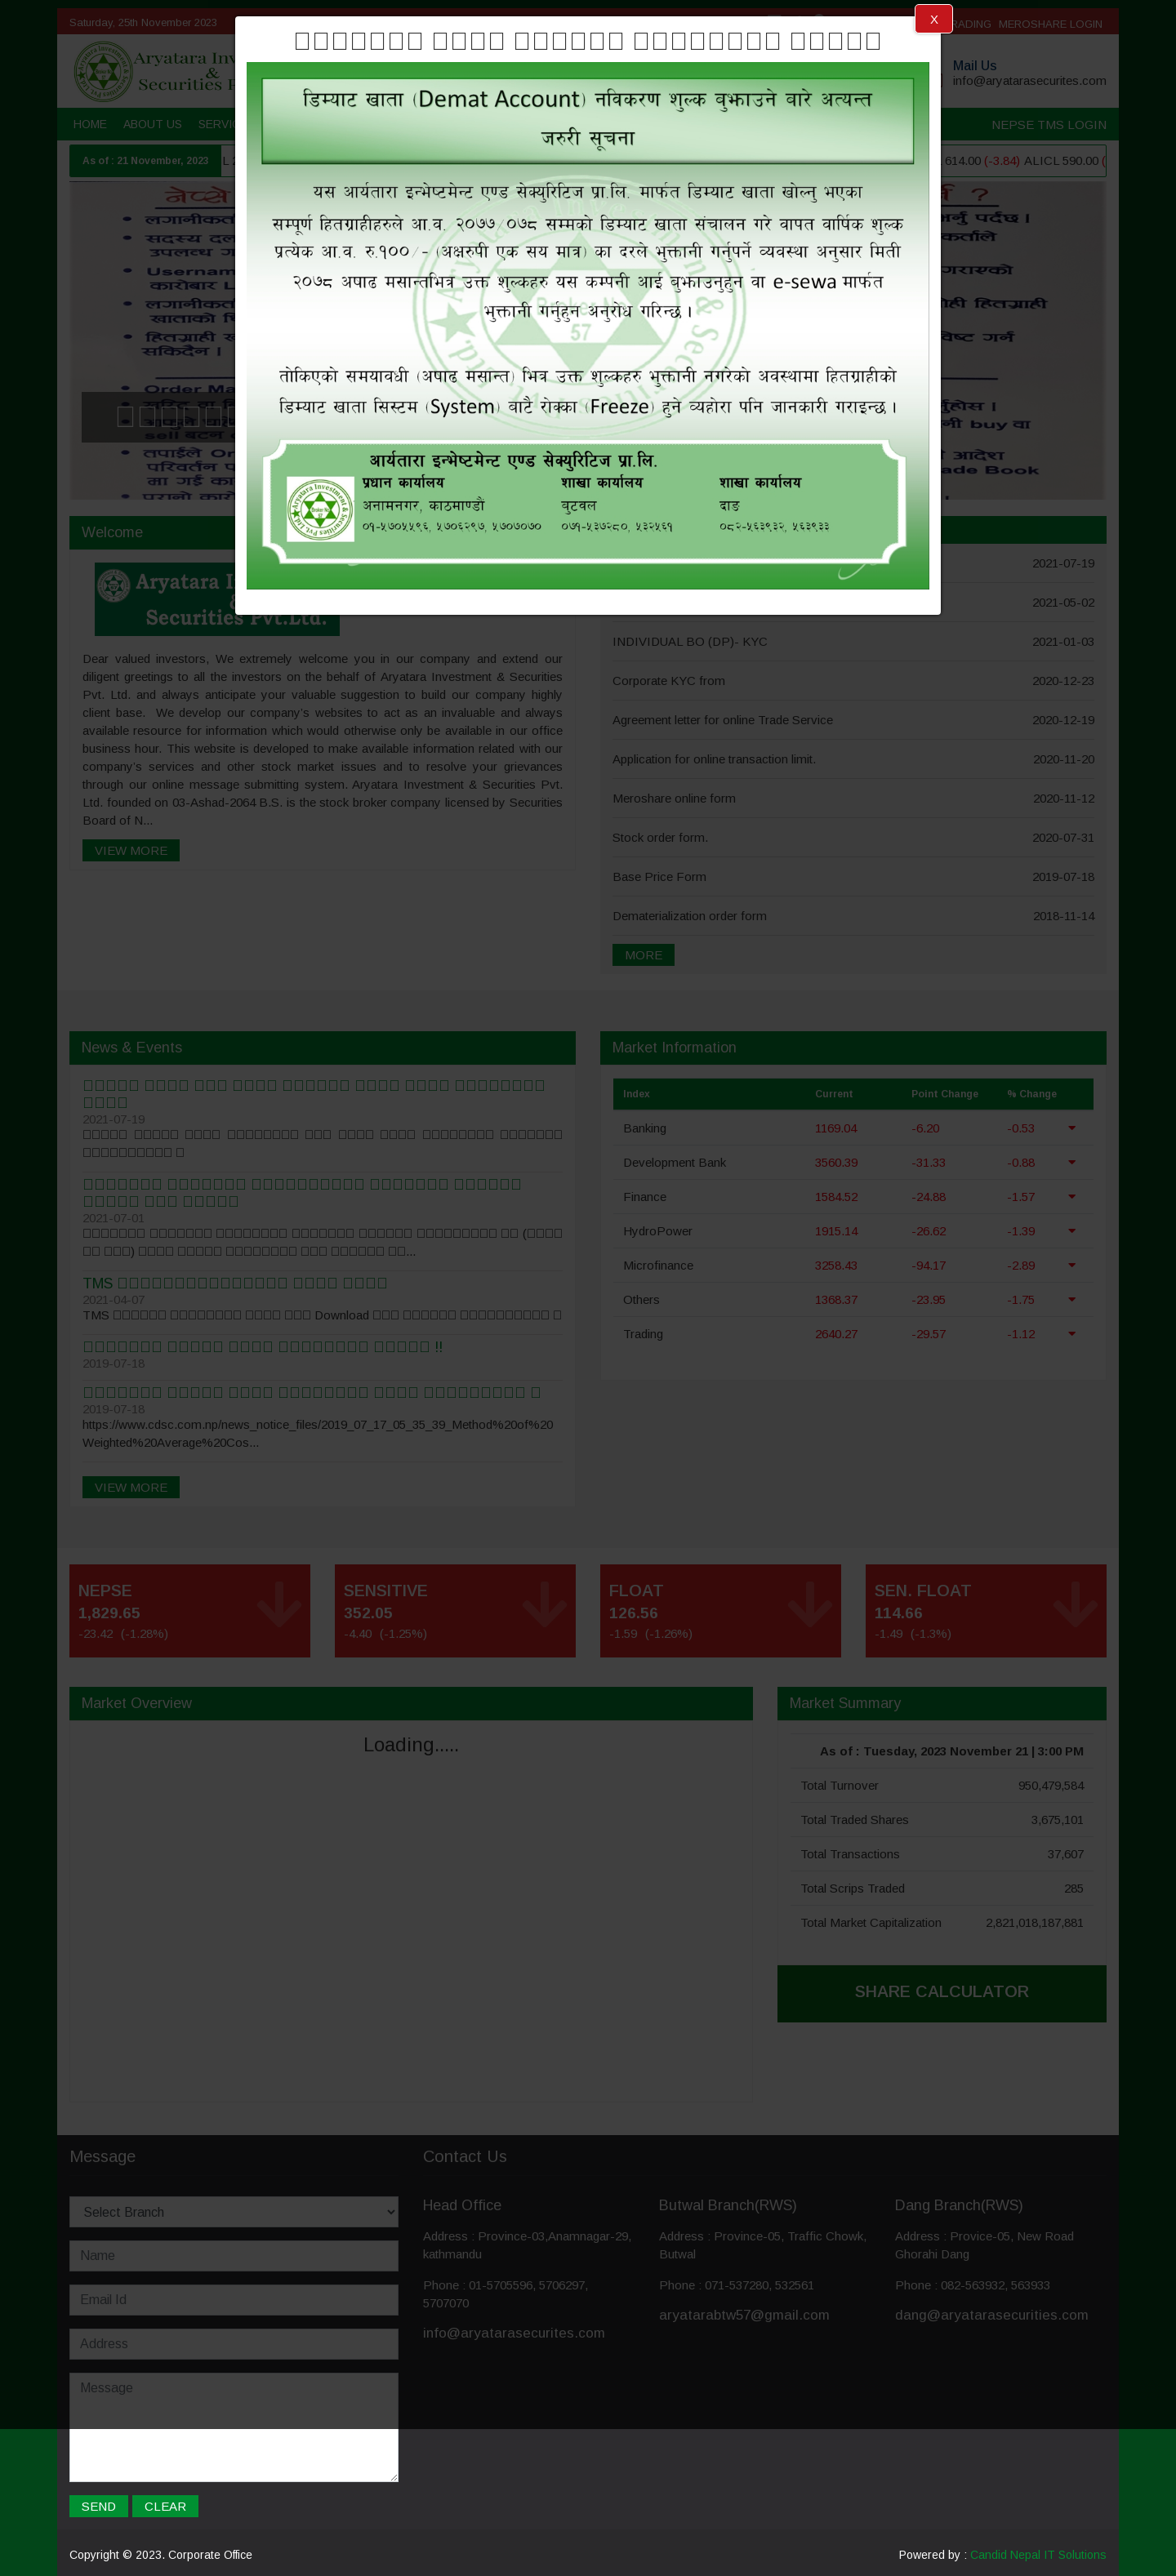 Saturday, 25th November 2023
RADING MEROSHARE LOGIN
X
Aryatara
&
Securities
Mail Us
info@aryatarasecurites.com
HOME ABOUT US NEPSE TMS LOGIN
As of : 21 November, 2023
614.00 (-3.84) ALICL 590.00 (
डिम्याट खाता (Demat Account) नविकरण शुल्क बुझाउने बारे अत्यन्त
जरुरी सूचना
यस आर्यतारा इन्भेष्टमेन्ट एण्ड सेक्युरिटिज प्रा.लि. मार्फत डिम्याट खाता खोल्नु भएका
सम्पूर्ण हितग्राहीहरुले आ.व. २०७७/०७८ सम्मको डिम्याट खाता संचालन गरे वापत वार्षिक शुल्क
प्रत्येक आ.व. रु.१००/- (अक्षरुपी एक सय मात्र) का दरले भुक्तानी गर्नुपर्ने व्यवस्था अनुसार मिती
२०७८ अषाढ मसान्तभित्र उक्त शुल्कहरु यस कम्पनी आई बुझाउनुहुन वा e-sewa मार्फत
भुक्तानी गर्नुहुन अनुरोध गरिन्छ ।
तोकिएको समयावधी (अषाढ मसान्त) भित्र उक्त शुल्कहरु भुक्तानी नगरेको अवस्थामा हितग्राहीको
डिम्याट खाता सिस्टम (System) बाटै रोक्का (Freeze) हुने व्यहोरा पनि जानकारी गराइन्छ ।
आर्यतारा इन्भेष्टमेन्ट एण्ड सेक्युरिटिज प्रा.लि.
प्रधान कार्यालय शाखा कार्यालय शाखा कार्यालय
अनामनगर, काठमाण्डौ बुटवल दाङ
०१-५७०५५९६, ५७०६२९७, ५७०७०७० ०७१-५३७२८०, ५३२५६१ ०८२-५६३९३२, ५६३९३३
Welcome
Aryatara
&
Securities Pvt.Ltd.
Dear valued investors, We extremely welcome you in our company and extend our
diligent greetings to all the investors on the behalf of Aryatara Investment & Securities
Pvt. Ltd. and always anticipate your valuable suggestion to build our company highly
client base. We develop our company's websites to act as an invaluable and always
available resource for information which would otherwise only be available in our office
business hour. This website is developed to make available information related with our
company's services and other stock market issues and to resolve your grievances
through our online message submitting system. Aryatara Investment & Securities Pvt.
Ltd. founded on 03-Ashad-2064 B.S. is the stock broker company licensed by Securities
Board of N...
VIEW MORE
2021-07-19
2021-05-02
INDIVIDUAL BO (DP)- KYC 2021-01-03
Corporate KYC from 2020-12-23
Agreement letter for online Trade Service 2020-12-19
Application for online transaction limit. 2020-11-20
Meroshare online form 2020-11-12
Stock order form. 2020-07-31
Base Price Form 2019-07-18
Dematerialization order form 2018-11-14
MORE
News & Events
2021-07-19
2021-07-01
TMS
2021-04-07
TMS Download
!!
2019-07-18
2019-07-18
https://www.cdsc.com.np/news_notice_files/2019_07_17_05_35_39_Method%20of%20
Weighted%20Average%20Cos...
VIEW MORE
Market Information
Index Current Point Change % Change
Banking 1169.04 -6.20 -0.53
Development Bank 3560.39 -31.33 -0.88
Finance 1584.52 -24.88 -1.57
HydroPower 1915.14 -26.62 -1.39
Microfinance 3258.43 -94.17 -2.89
Others 1368.37 -23.95 -1.75
Trading 2640.27 -29.57 -1.12
NEPSE
1,829.65
-23.42 (-1.28%)
SENSITIVE
352.05
-4.40 (-1.25%)
FLOAT
126.56
-1.59 (-1.26%)
SEN. FLOAT
114.66
-1.49 (-1.3%)
Market Overview
Loading.....
Market Summary
As of : Tuesday, 2023 November 21 | 3:00 PM
Total Turnover 950,479,584
Total Traded Shares 3,675,101
Total Transactions 37,607
Total Scrips Traded 285
Total Market Capitalization 2,821,018,187,881
SHARE CALCULATOR
Message
Select Branch
Name
Email Id
Address
Message
SEND CLEAR
Contact Us
Head Office
Address : Province-03,Anamnagar-29,
kathmandu
Phone : 01-5705596, 5706297,
5707070
info@aryatarasecurites.com
Butwal Branch(RWS)
Address : Province-05, Traffic Chowk,
Butwal
Phone : 071-537280, 532561
aryatarabtw57@gmail.com
Dang Branch(RWS)
Address : Provice-05, New Road
Ghorahi Dang
Phone : 082-563932, 563933
dang@aryatarasecurities.com
Copyright © 2023. Corporate Office
Powered by : Candid Nepal IT Solutions